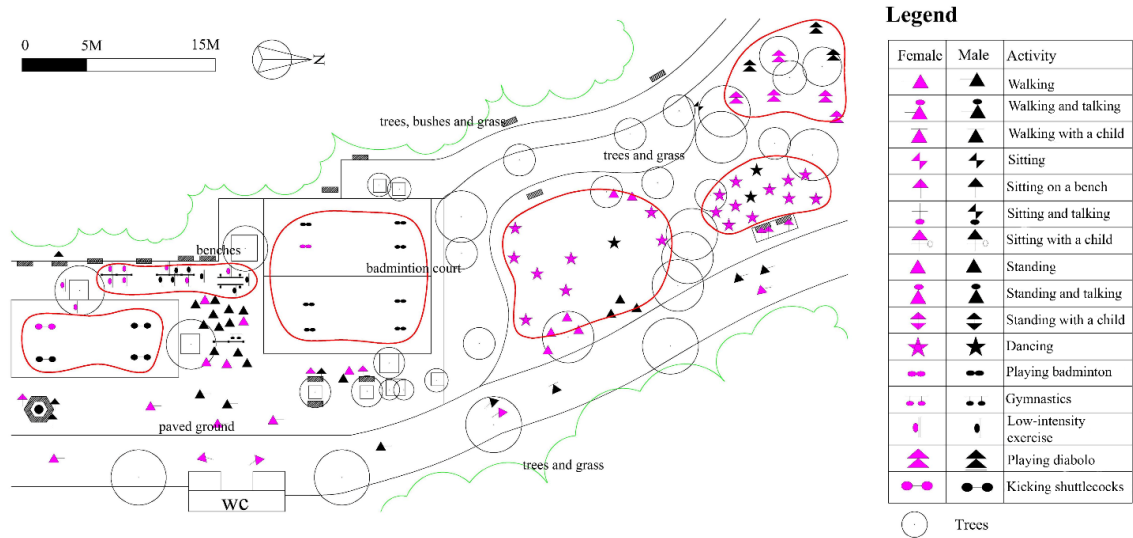 0 5M 15M
N
trees, bushes and grass
trees and grass
benches
badmintion court
paved ground
trees and grass
WC
Legend
Female Male Activity
Walking
Walking and talking
Walking with a child
Sitting
Sitting on a bench
Sitting and talking
Sitting with a child
Standing
Standing and talking
Standing with a child
Dancing
Playing badminton
Gymnastics
Low-intensity
exercise
Playing diabolo
Kicking shuttlecocks
Trees